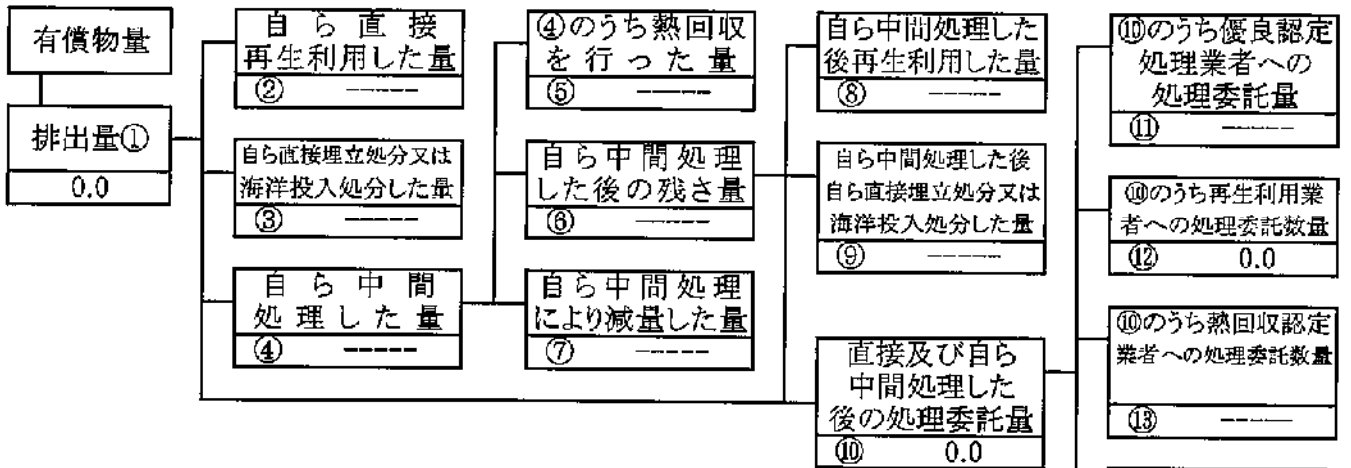 有償物量
排出量①
0.0
自ら直接
再生利用した量
② -----
自ら直接埋立処分又は
海洋投入処分した量
③ -----
自ら中間
処理した量
④ -----
④のうち熱回収
を行った量
⑤ -----
自ら中間処理
した後の残さ量
⑥ -----
自ら中間処理
により減量した量
⑦ -----
自ら中間処理した
後再生利用した量
⑧ -----
自ら中間処理した後
自ら直接埋立処分又は
海洋投入処分した量
⑨ -----
直接及び自ら
中間処理した
後の処理委託量
⑩ 0.0
⑩のうち優良認定
処理業者への
処理委託量
⑪ -----
⑩のうち再生利用業
者への処理委託数量
⑫ 0.0
⑩のうち熱回収認定
業者への処理委託数量
⑬ -----